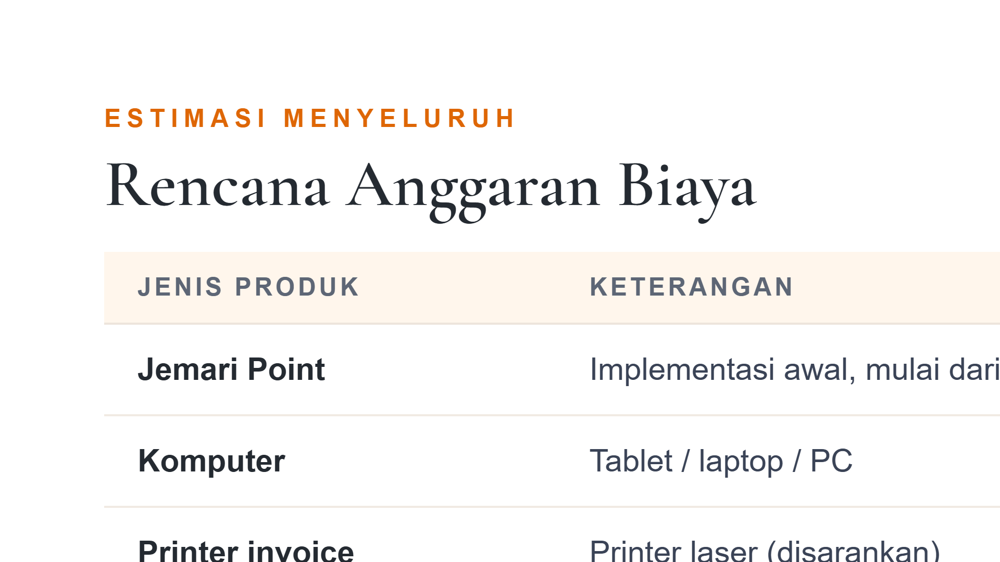 ESTIMASI MENYELURUH
Rencana Anggaran Biaya
JENIS PRODUK KETERANGAN
Jemari Point Implementasi awal, mulai dari
Komputer Tablet / laptop / PC
Printer invoice Printer laser (disarankan)